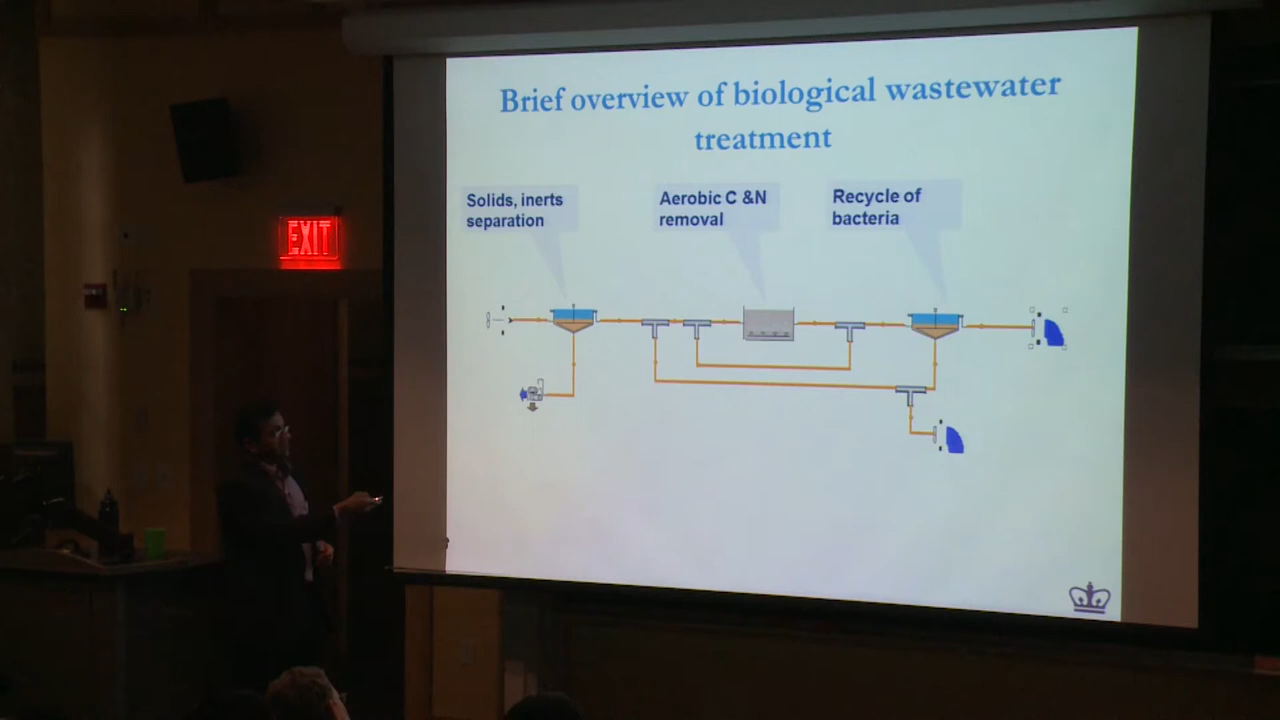 Brief overview of biological wastewater
treatment
Solids, inerts
separation
Aerobic C &N
removal
Recycle of
bacteria
EXIT